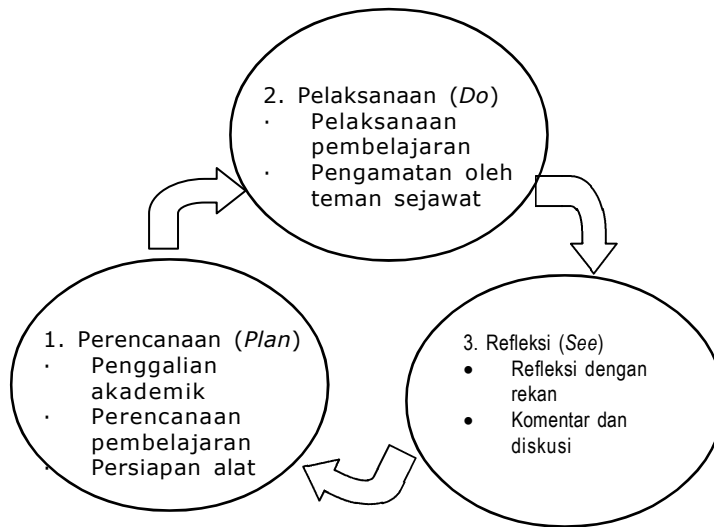 2. Pelaksanaan (Do)
· Pelaksanaan
pembelajaran
· Pengamatan oleh
teman sejawat
1. Perencanaan (Plan)
· Penggalian
akademik
· Perencanaan
pembelajaran
· Persiapan alat
3. Refleksi (See)
• Refleksi dengan
rekan
• Komentar dan
diskusi